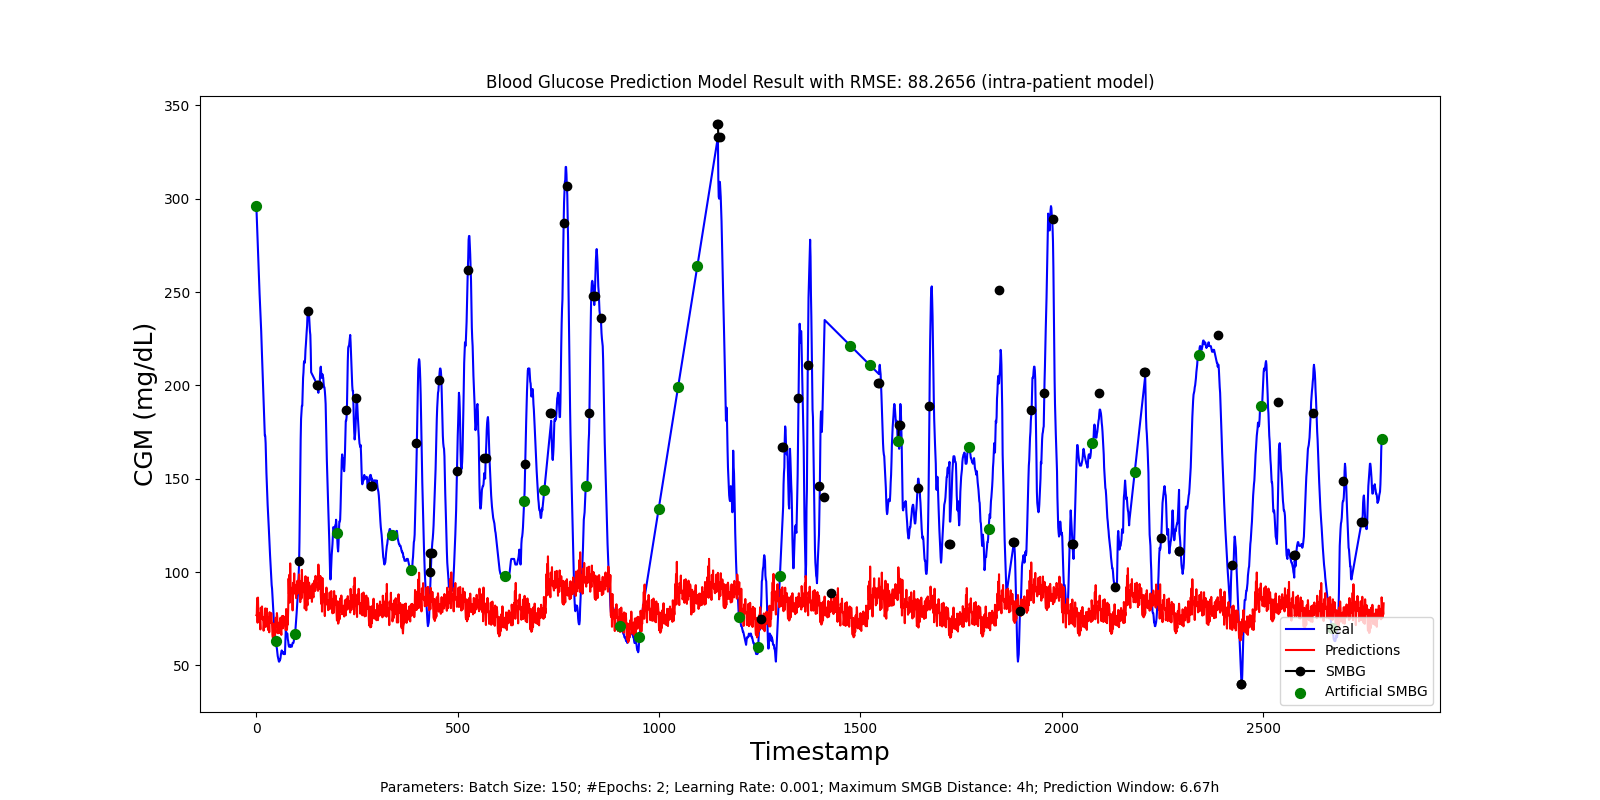 Blood Glucose Prediction Model Result with RMSE: 88.2656 (intra-patient model)
350
300
250
200
150
100
50
CGM (mg/dL)
0
500
1000
1500
2000
2500
Timestamp
Real
Predictions
SMBG
Artificial SMBG
Parameters: Batch Size: 150; #Epochs: 2; Learning Rate: 0.001; Maximum SMGB Distance: 4h; Prediction Window: 6.67h